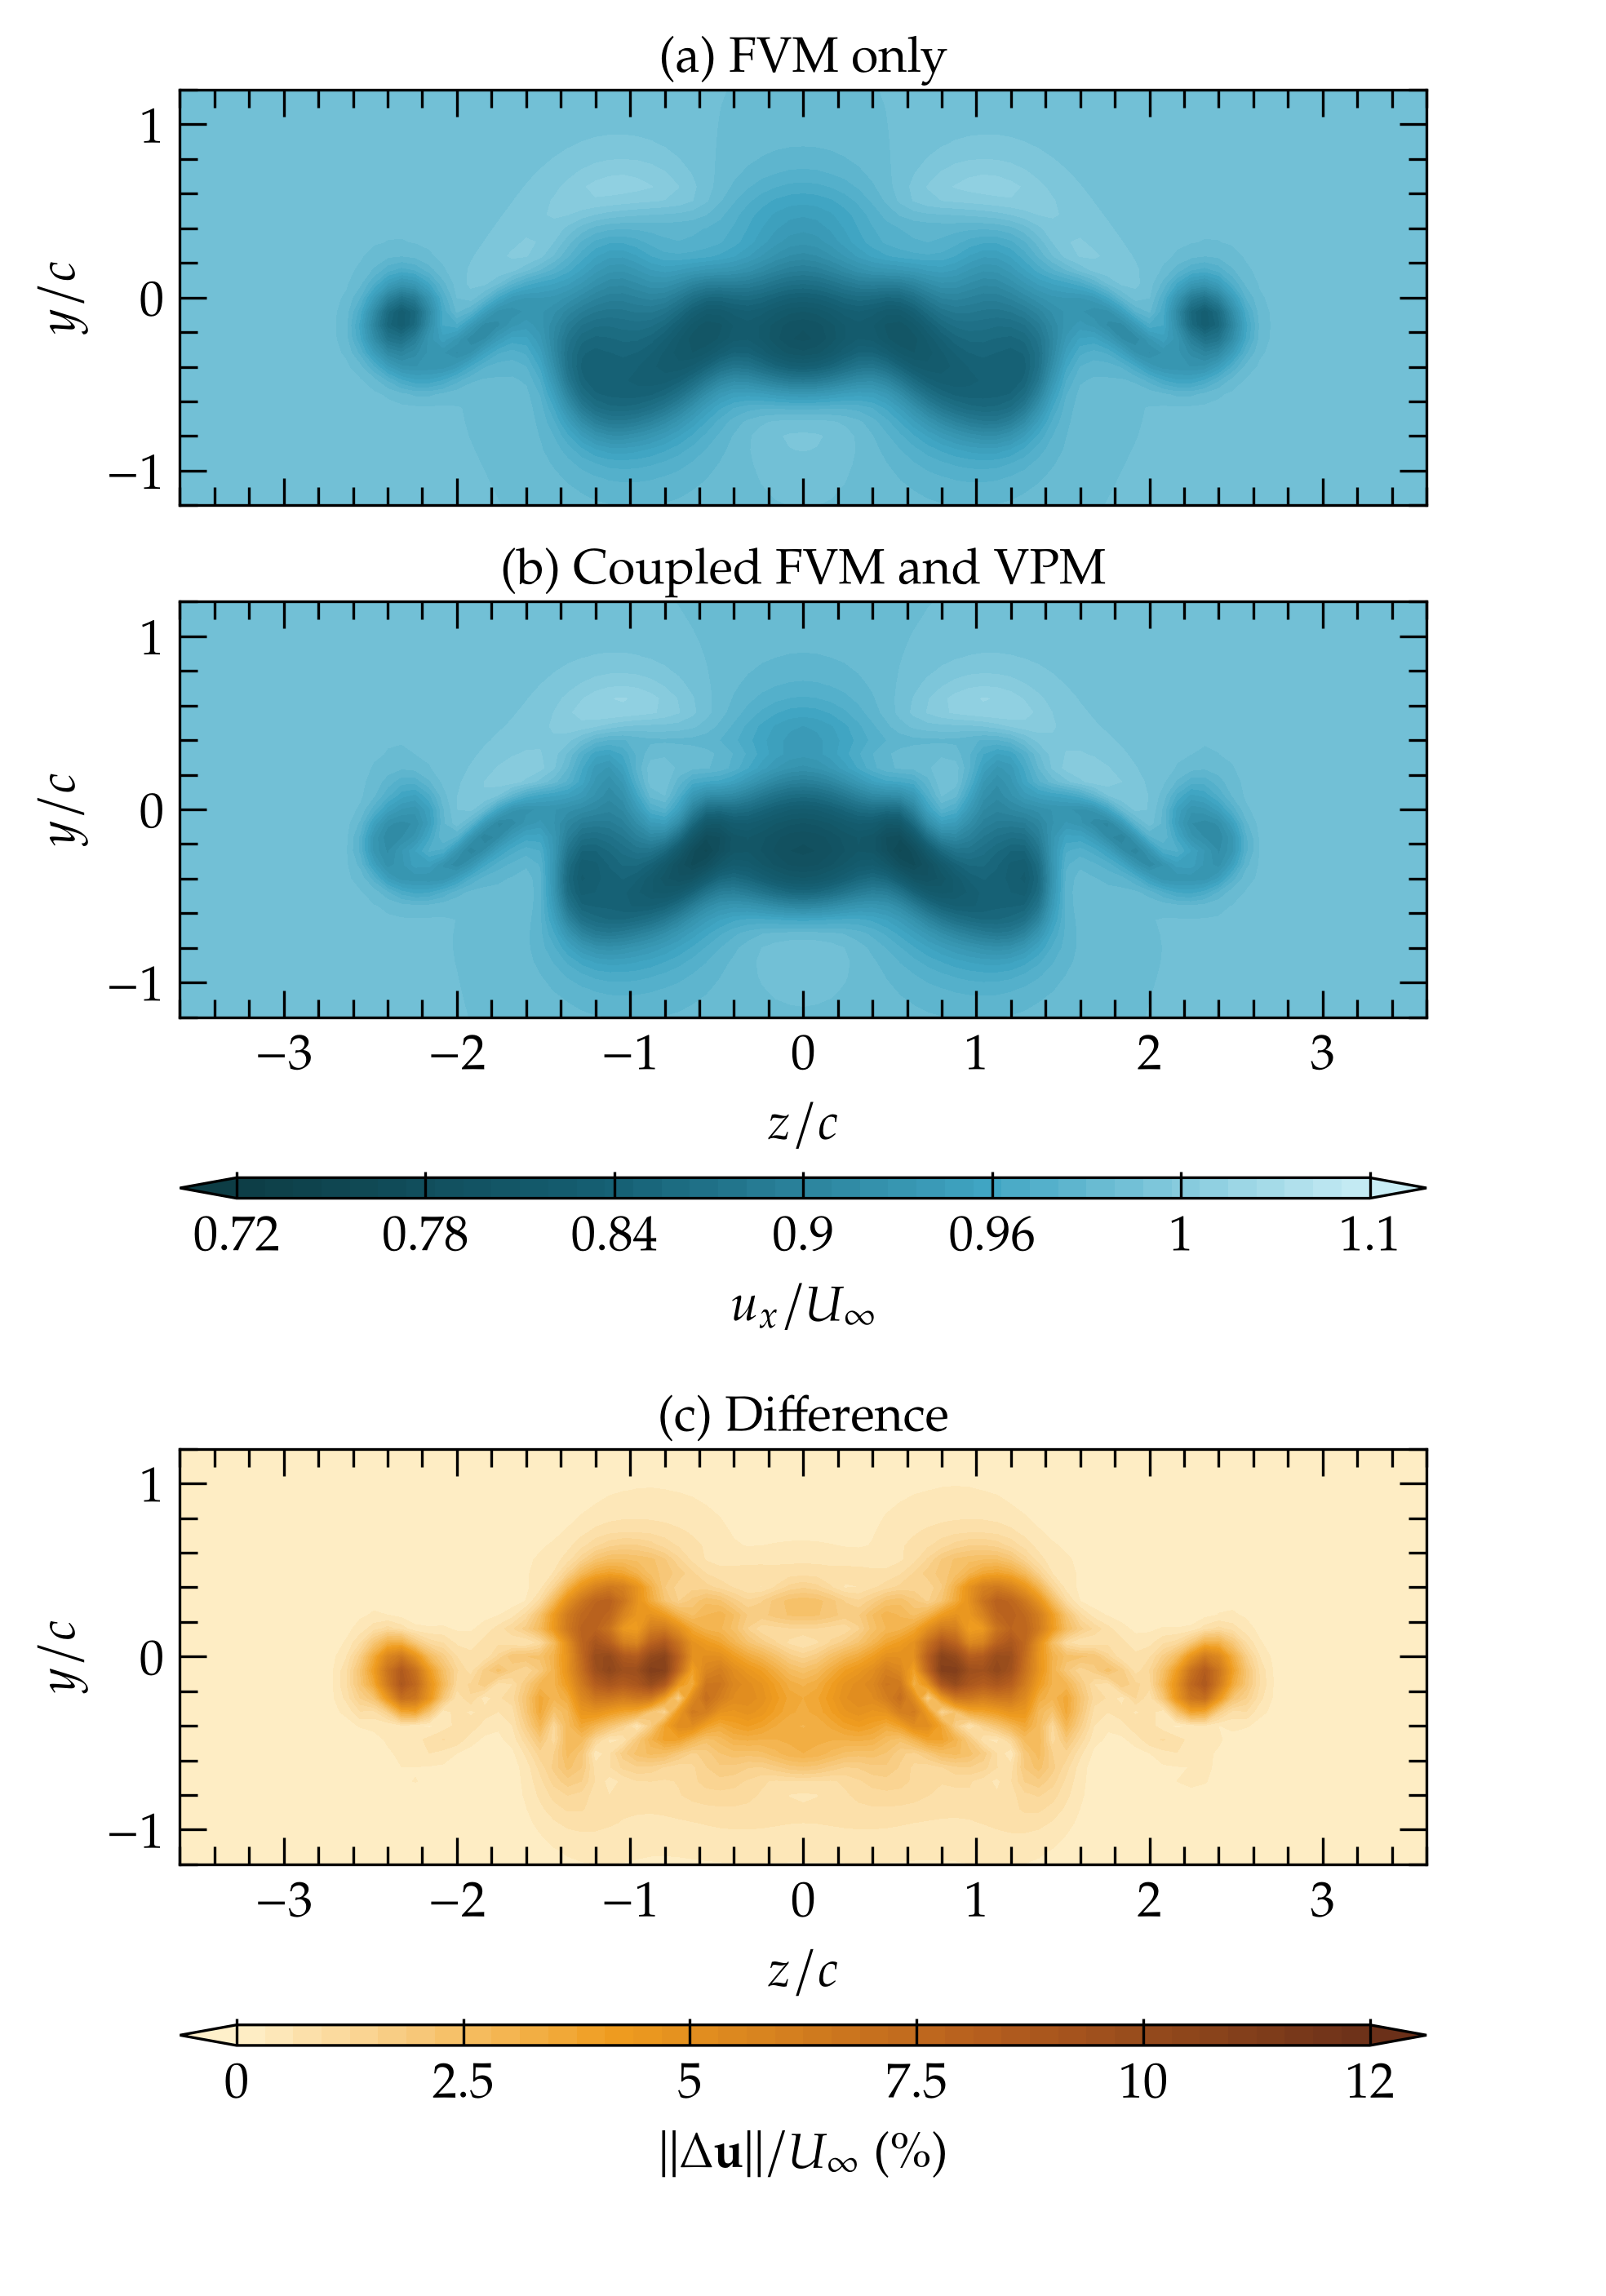 (a) FVM only
1
0
−1
y/c
(b) Coupled FVM and VPM
1
0
−1
y/c
−3 −2 −1 0 1 2 3
z/c
0.72 0.78 0.84 0.9 0.96 1 1.1
u_x/U_∞
(c) Difference
1
0
−1
y/c
−3 −2 −1 0 1 2 3
z/c
0 2.5 5 7.5 10 12
||Δu||/U_∞ (%)